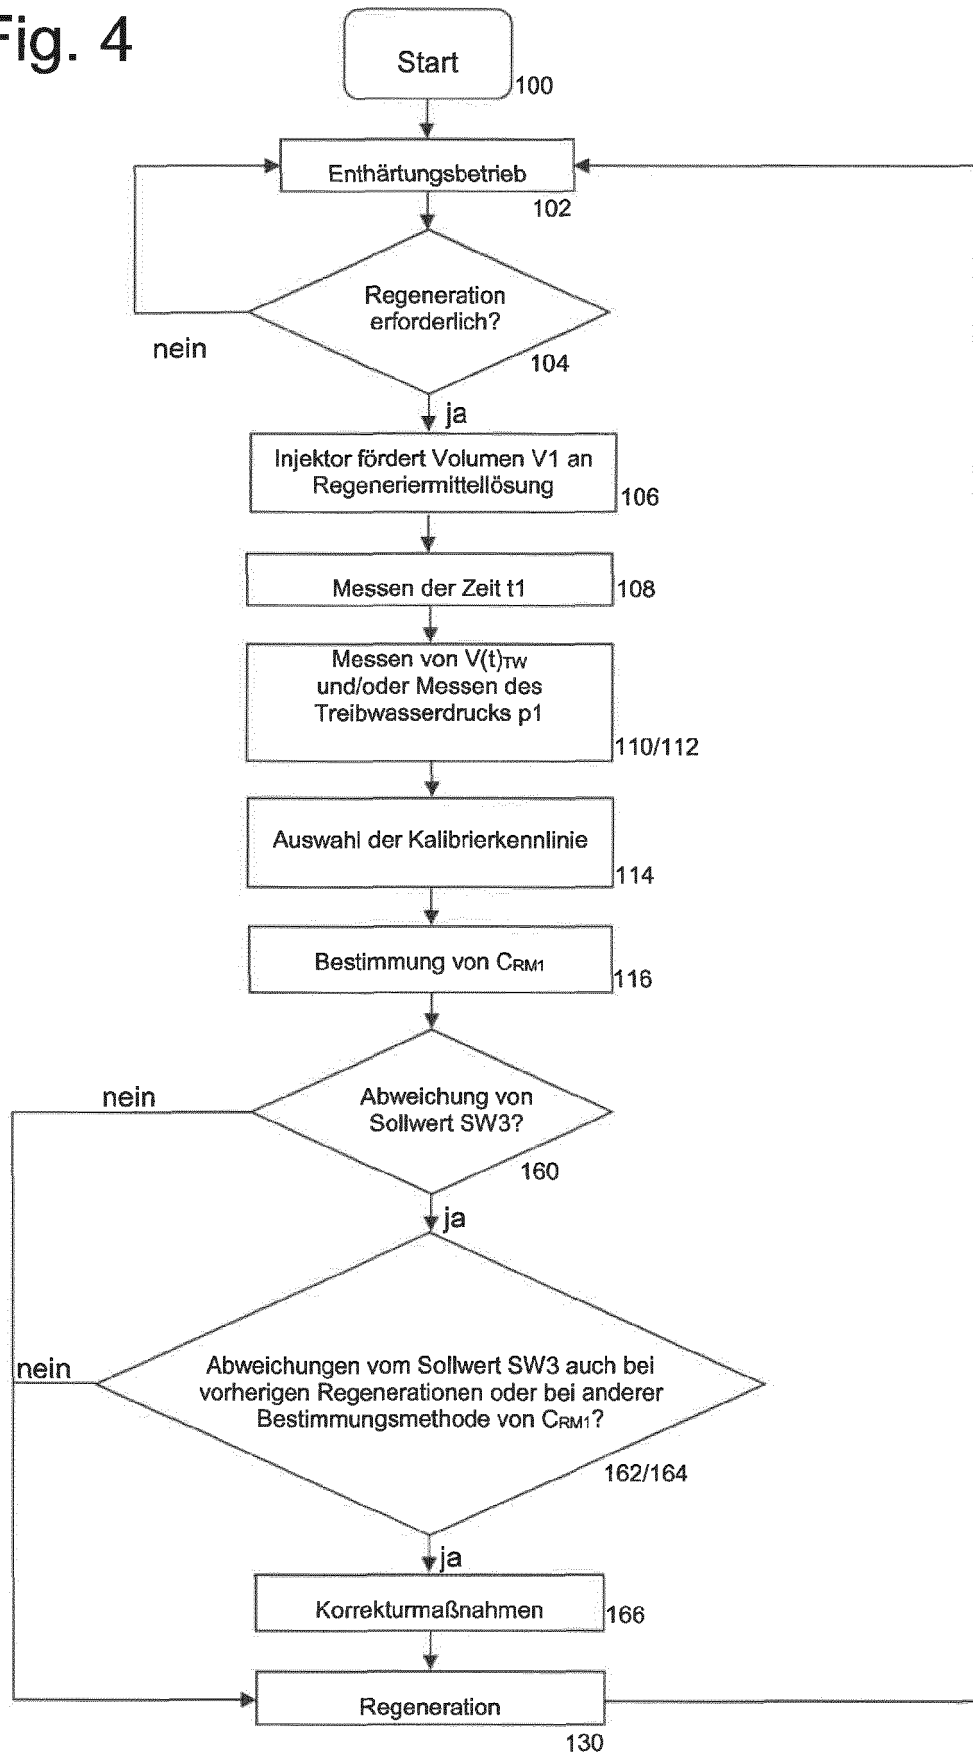 Fig. 4
Start
100
Enthärtungsbetrieb
102
Regeneration
erforderlich?
104
nein
ja
Injektor fördert Volumen V1 an
Regeneriermittellösung
106
Messen der Zeit t1
108
Messen von V(t)TW
und/oder Messen des
Treibwasserdrucks p1
110/112
Auswahl der Kalibrierkennlinie
114
Bestimmung von CRM1
116
nein
Abweichung von
Sollwert SW3?
160
ja
nein
Abweichungen vom Sollwert SW3 auch bei
vorherigen Regenerationen oder bei anderer
Bestimmungsmethode von CRM1?
162/164
ja
Korrekturmaßnahmen
166
Regeneration
130